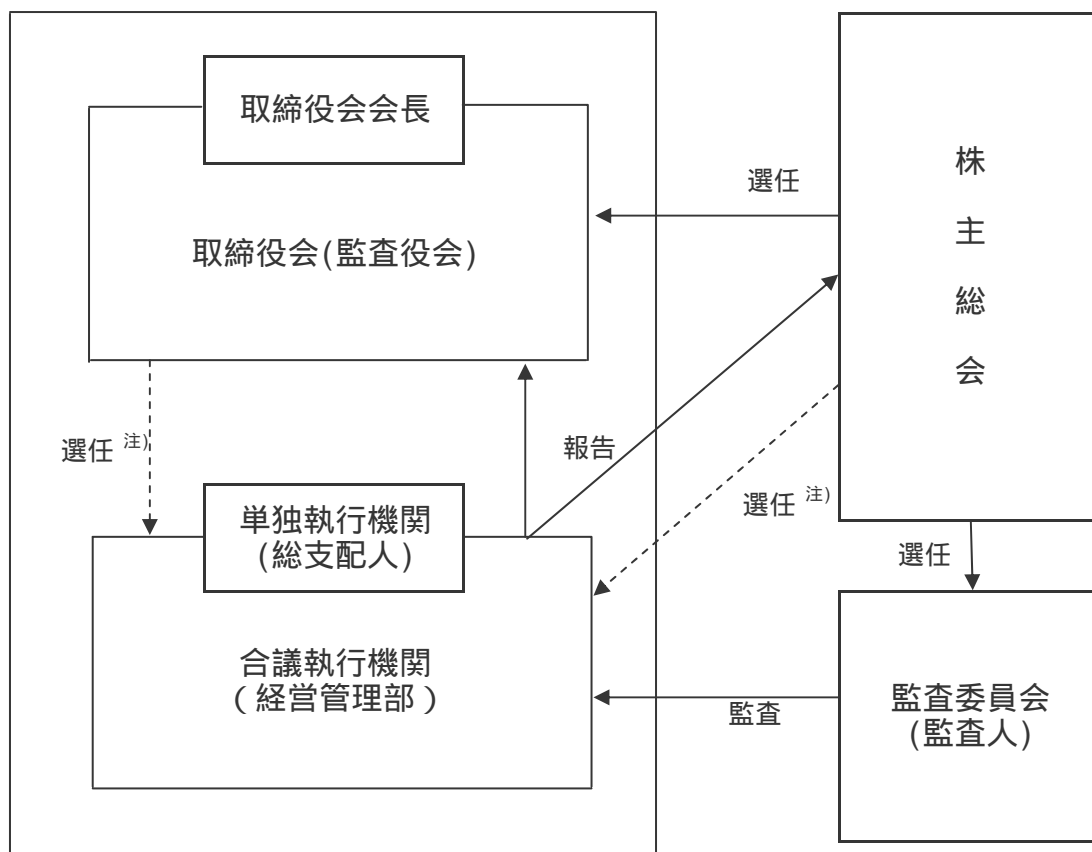 取締役会会長
取締役会(監査役会)
選任
株主総会
選任 注)
報告
選任 注)
単独執行機関
(総支配人)
選任
合議執行機関
（経営管理部）
監査
監査委員会
(監査人)